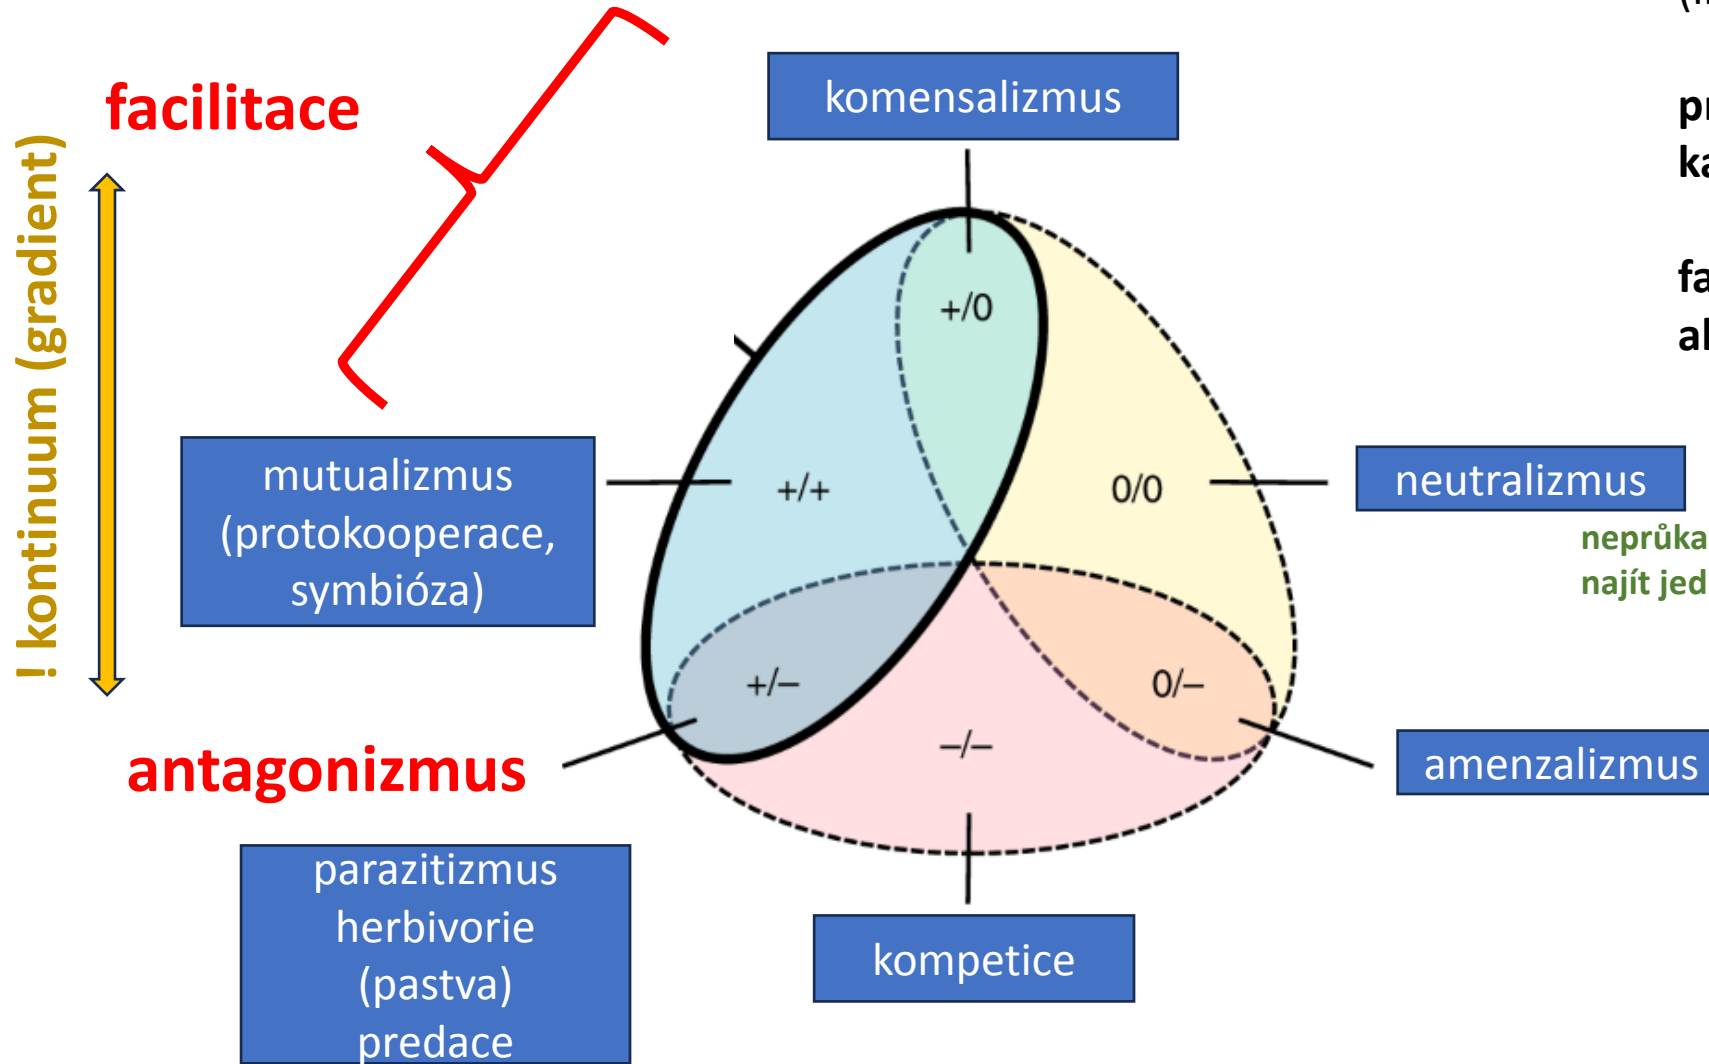 facilitace
komensalizmus
! kontinuum (gradient)
+/0
mutualizmus
(protokooperace,
symbióza)
+/+
0/0
neutralizmus
+/–
0/–
–/–
antagonizmus
amenzalizmus
parazitizmus
herbivorie
(pastva)
predace
kompetice
najít